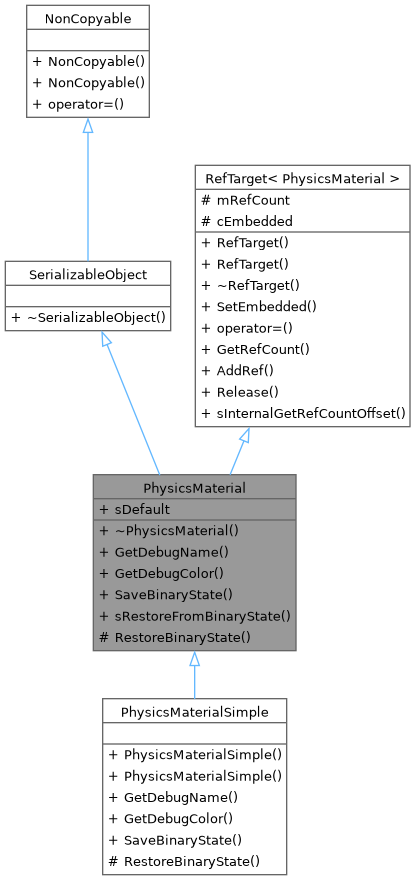 NonCopyable
+ NonCopyable()
+ NonCopyable()
+ operator=()
RefTarget< PhysicsMaterial >
# mRefCount
# cEmbedded
+ RefTarget()
+ RefTarget()
+ ~RefTarget()
+ SetEmbedded()
+ operator=()
+ GetRefCount()
+ AddRef()
+ Release()
+ sInternalGetRefCountOffset()
SerializableObject
+ ~SerializableObject()
PhysicsMaterial
+ sDefault
+ ~PhysicsMaterial()
+ GetDebugName()
+ GetDebugColor()
+ SaveBinaryState()
+ sRestoreFromBinaryState()
# RestoreBinaryState()
PhysicsMaterialSimple
+ PhysicsMaterialSimple()
+ PhysicsMaterialSimple()
+ GetDebugName()
+ GetDebugColor()
+ SaveBinaryState()
# RestoreBinaryState()